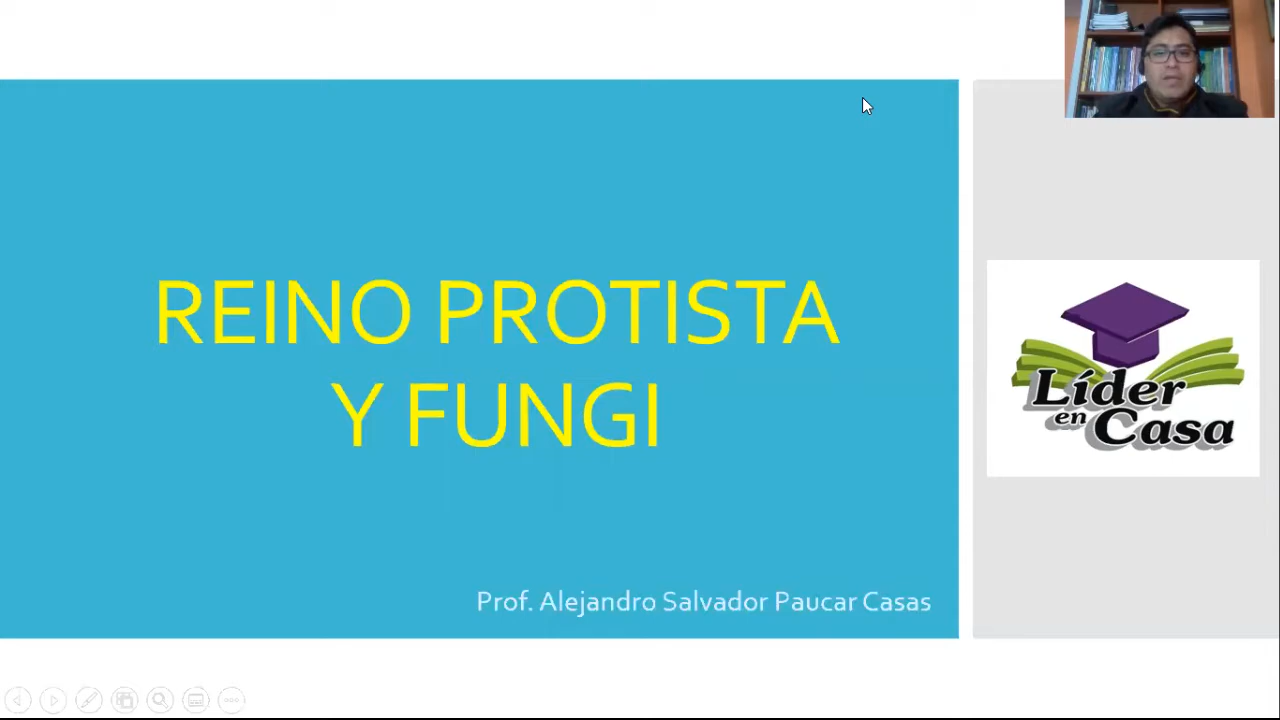 REINO PROTISTA
Y FUNGI
Prof. Alejandro Salvador Paucar Casas
Líder
en
Casa